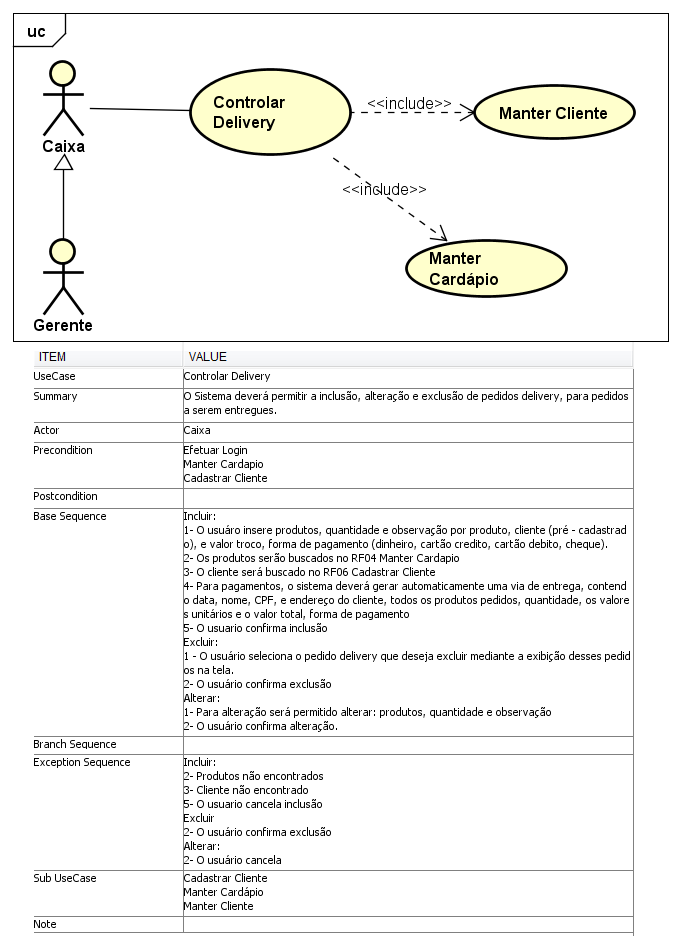 uc
Caixa
Controlar
Delivery
<<include>>
Manter Cliente
<<include>>
Manter
Cardápio
Gerente
ITEM VALUE
UseCase Controlar Delivery
Summary O Sistema deverá permitir a inclusão, alteração e exclusão de pedidos delivery, para pedidos
a serem entregues.
Actor Caixa
Precondition Efetuar Login
Manter Cardapio
Cadastrar Cliente
Postcondition
Base Sequence Incluir:
1- O usuáro insere produtos, quantidade e observação por produto, cliente (pré - cadastrad
o), e valor troco, forma de pagamento (dinheiro, cartão credito, cartão debito, cheque).
2- Os produtos serão buscados no RF04 Manter Cardapio
3- O cliente será buscado no RF06 Cadastrar Cliente
4- Para pagamentos, o sistema deverá gerar automaticamente uma via de entrega, contend
o data, nome, CPF, e endereço do cliente, todos os produtos pedidos, quantidade, os valore
s unitários e o valor total, forma de pagamento
5- O usuario confirma inclusão
Excluir:
1 - O usuário seleciona o pedido delivery que deseja excluir mediante a exibição desses pedid
os na tela.
2- O usuário confirma exclusão
Alterar:
1- Para alteração será permitido alterar: produtos, quantidade e observação
2- O usuário confirma alteração.
Branch Sequence
Exception Sequence Incluir:
2- Produtos não encontrados
3- Cliente não encontrado
5- O usuario cancela inclusão
Excluir
2- O usuário confirma exclusão
Alterar:
2- O usuário cancela
Sub UseCase Cadastrar Cliente
Manter Cardápio
Manter Cliente
Note